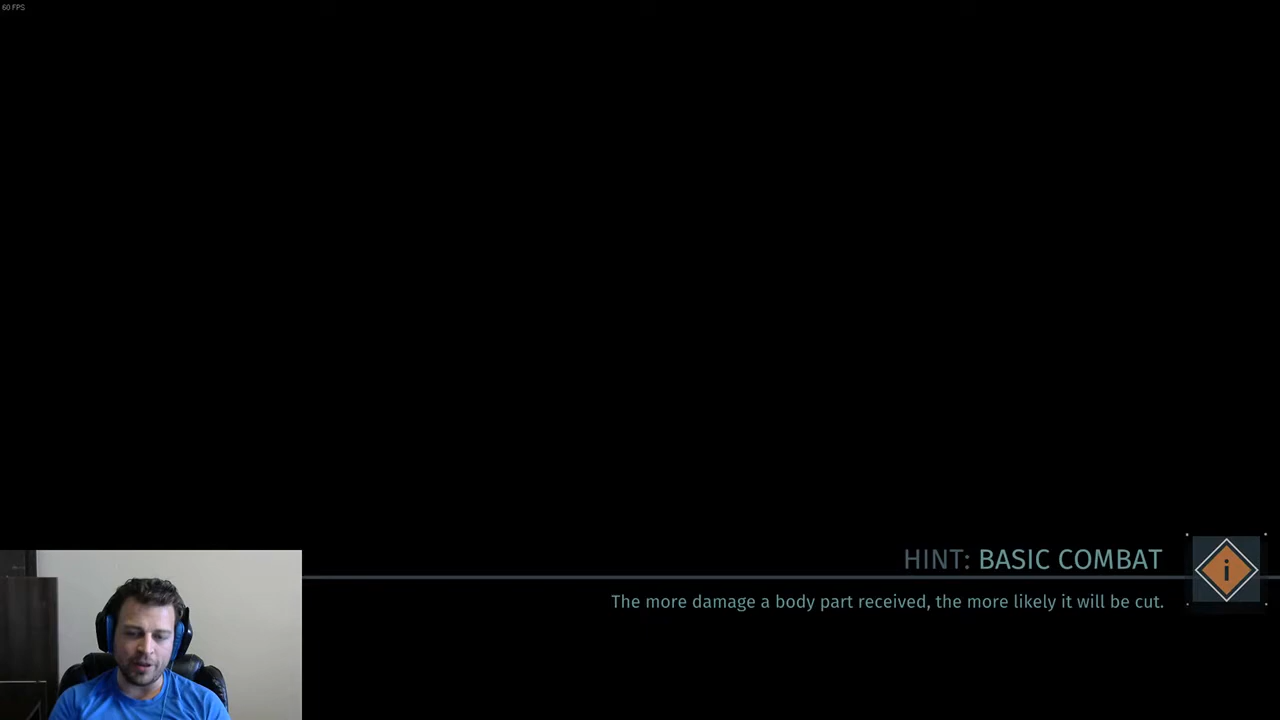 60 FPS
HINT: BASIC COMBAT
i
The more damage a body part received, the more likely it will be cut.